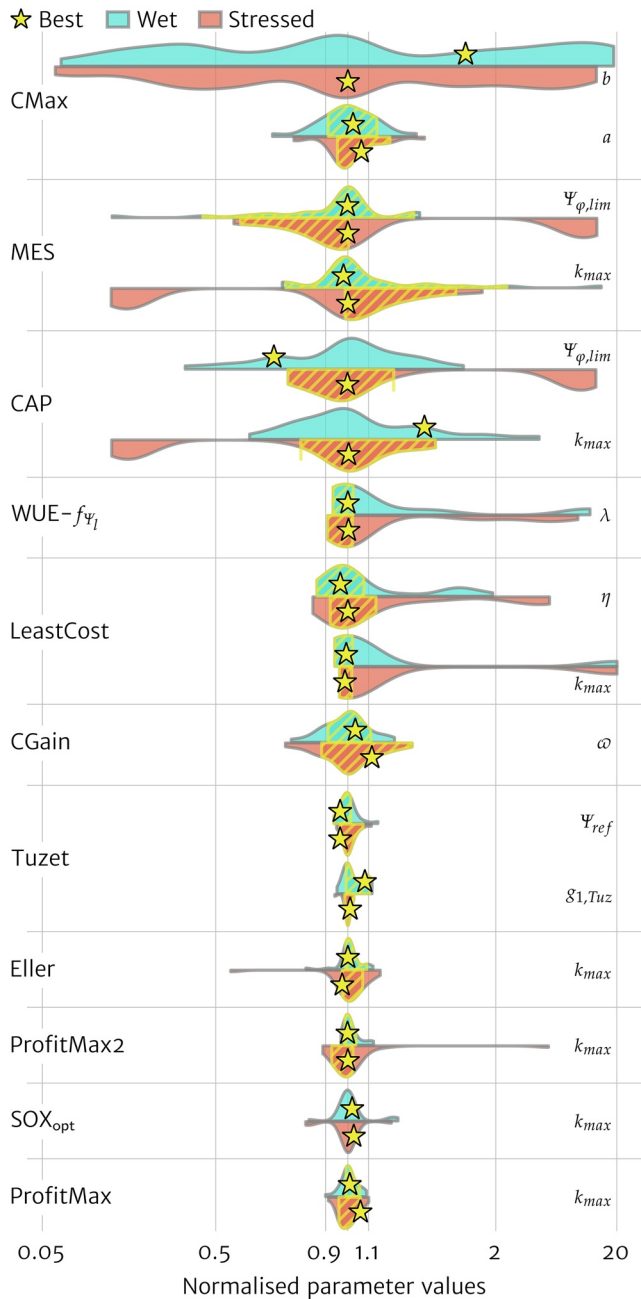 Best Wet Stressed
CMax
b
a
MES
Ψφ,lim
kmax
CAP
Ψφ,lim
kmax
WUE-fΨl
λ
LeastCost
η
kmax
CGain
ϖ
Tuzet
Ψref
g1,Tuz
Eller
kmax
ProfitMax2
kmax
SOXopt
kmax
ProfitMax
kmax
0.05 0.5 0.9 1.1 2 20
Normalised parameter values